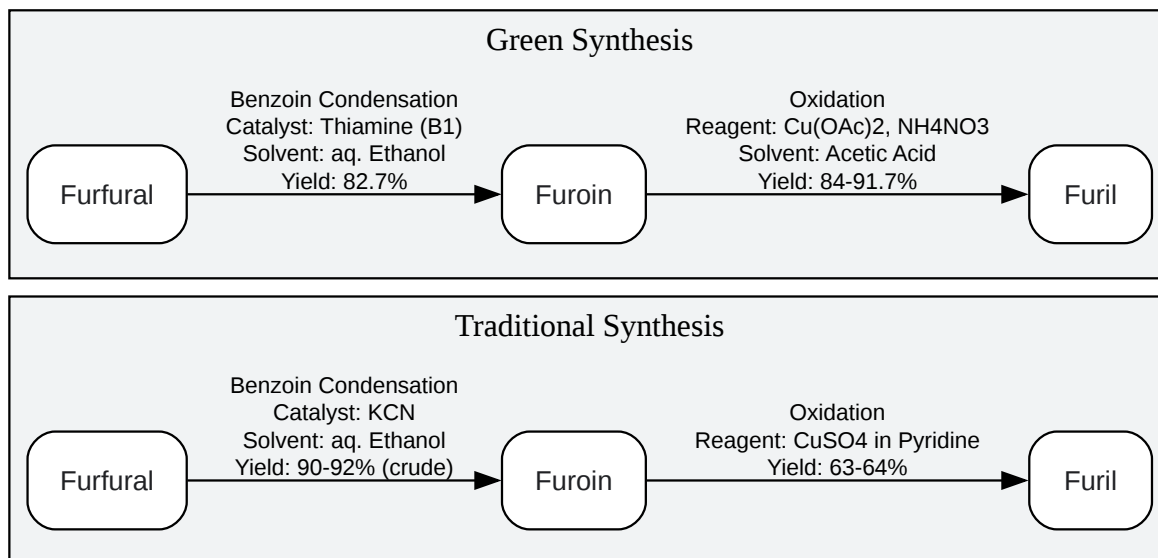 Green Synthesis
Benzoin Condensation
Catalyst: Thiamine (B1)
Solvent: aq. Ethanol
Yield: 82.7%
Oxidation
Reagent: Cu(OAc)2, NH4NO3
Solvent: Acetic Acid
Yield: 84-91.7%
Furfural
Furoin
Furil
Traditional Synthesis
Benzoin Condensation
Catalyst: KCN
Solvent: aq. Ethanol
Yield: 90-92% (crude)
Oxidation
Reagent: CuSO4 in Pyridine
Yield: 63-64%
Furfural
Furoin
Furil